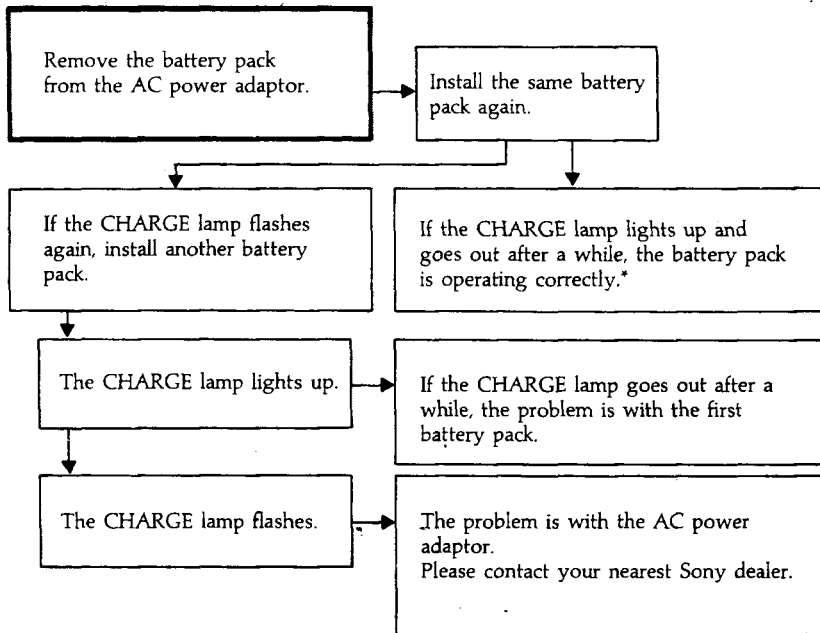 Remove the battery pack
from the AC power adaptor.
Install the same battery
pack again.
If the CHARGE lamp flashes
again, install another battery
pack.
If the CHARGE lamp lights up and
goes out after a while, the battery pack
is operating correctly.*
The CHARGE lamp lights up.
If the CHARGE lamp goes out after a
while, the problem is with the first
battery pack.
The CHARGE lamp flashes.
The problem is with the AC power
adaptor.
Please contact your nearest Sony dealer.